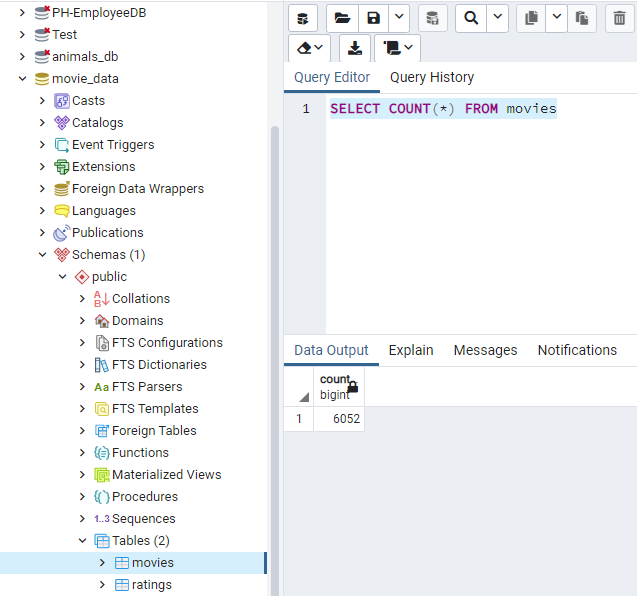 PH-EmployeeDB
Test
animals_db
movie_data
Casts
Catalogs
Event Triggers
Extensions
Foreign Data Wrappers
Languages
Publications
Schemas (1)
public
Collations
Domains
FTS Configurations
FTS Dictionaries
Aa FTS Parsers
FTS Templates
Foreign Tables
Functions
Materialized Views
Procedures
1..3 Sequences
Tables (2)
movies
ratings
Query Editor Query History
1 SELECT COUNT(*) FROM movies
Data Output Explain Messages Notifications
count
bigint
1 6052